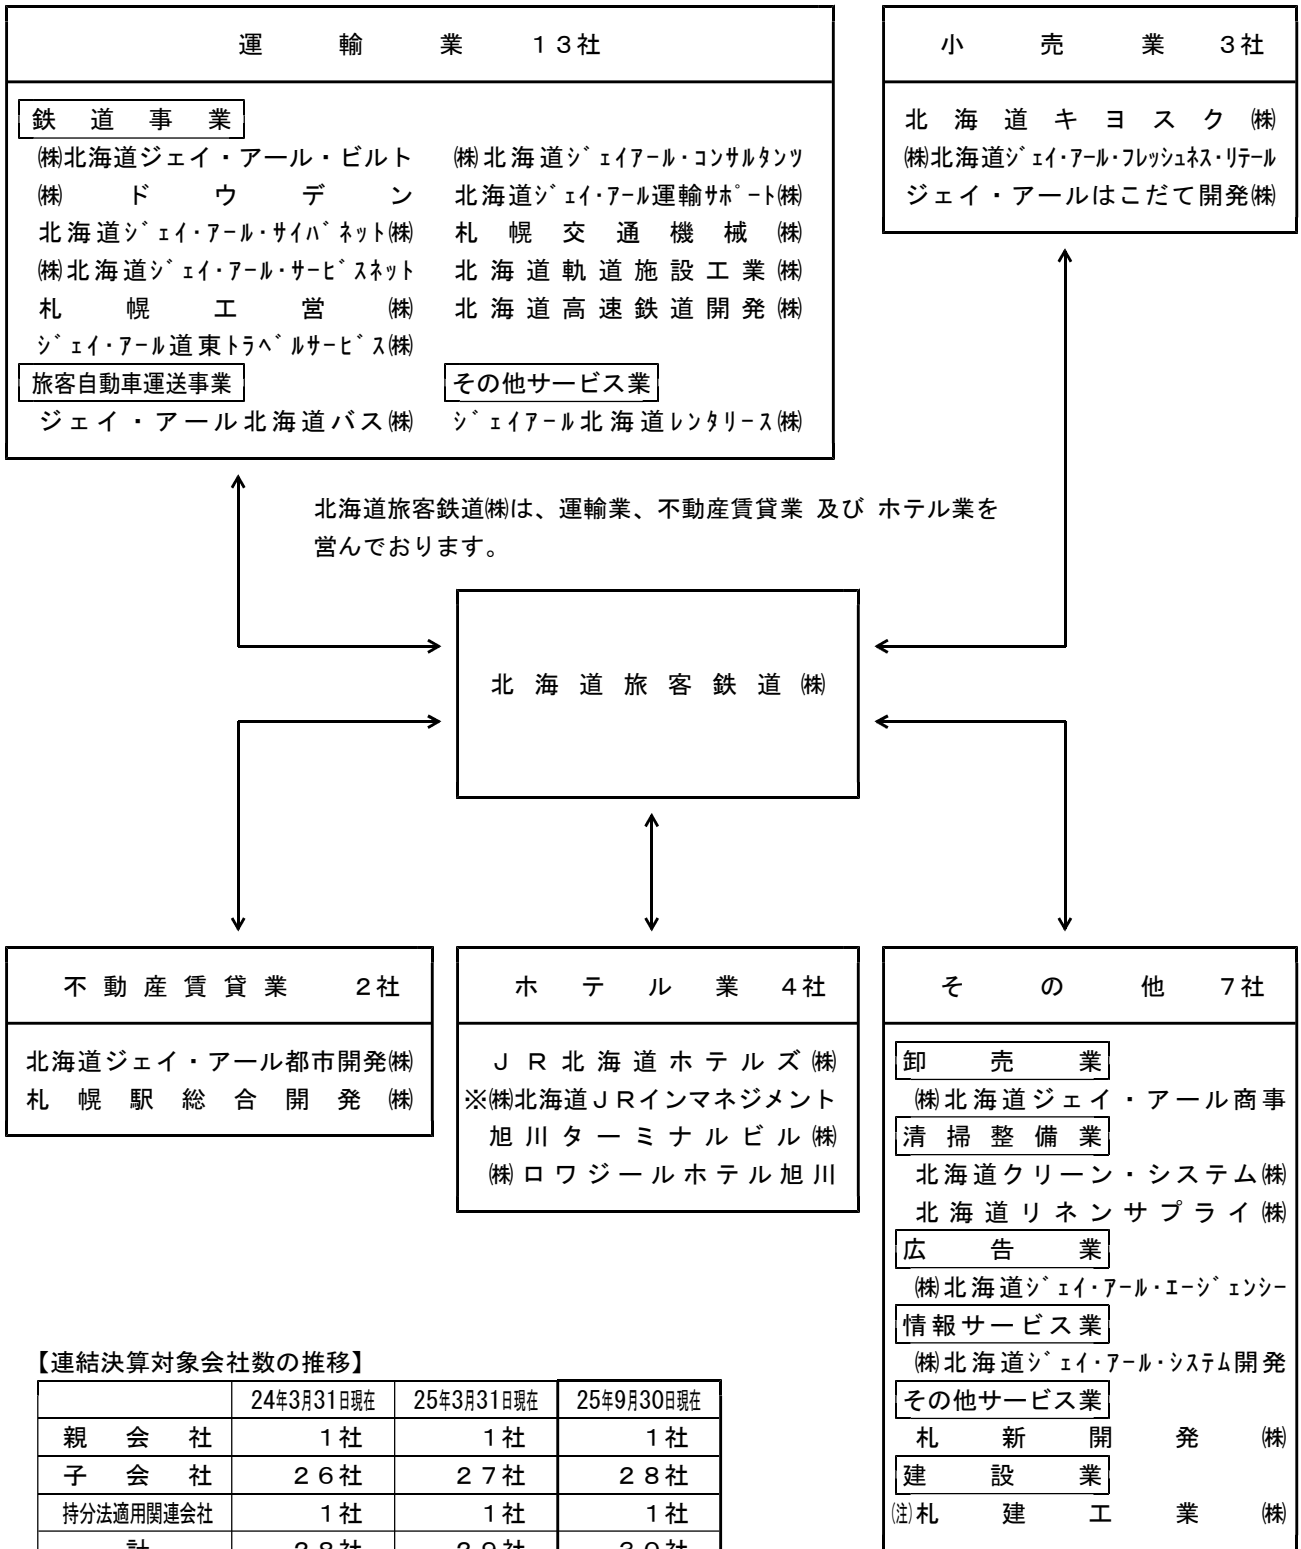 運輸業 １３社
鉄道事業
㈱北海道ジェイ・アール・ビルト
㈱ドウデン
北海道ｼﾞｪｲ・ｱｰﾙ・ｻｲﾊﾞﾈｯﾄ㈱
㈱北海道ｼﾞｪｲ・ｱｰﾙ・ｻｰﾋﾞｽﾈｯﾄ
札幌工営㈱
ｼﾞｪｲ・ｱｰﾙ道東ﾄﾗﾍﾞﾙｻｰﾋﾞｽ㈱
㈱北海道ｼﾞｪｲｱｰﾙ・ｺﾝｻﾙﾀﾝﾂ
北海道ｼﾞｪｲ・ｱｰﾙ運輸ｻﾎﾟｰﾄ㈱
札幌交通機械㈱
北海道軌道施設工業㈱
北海道高速鉄道開発㈱
旅客自動車運送事業
ジェイ・アール北海道バス㈱
その他サービス業
ｼﾞｪｲｱｰﾙ北海道ﾚﾝﾀﾘｰｽ㈱
小売業 ３社
北海道キヨスク㈱
㈱北海道ｼﾞｪｲ・ｱｰﾙ・ﾌﾚｯｼｭﾈｽ・ﾘﾃｰﾙ
ジェイ・アールはこだて開発㈱
北海道旅客鉄道㈱は、運輸業、不動産賃貸業 及び ホテル業を
営んでおります。
北海道旅客鉄道㈱
不動産賃貸業 ２社
北海道ジェイ・アール都市開発㈱
札幌駅総合開発㈱
ホテル業 ４社
ＪＲ北海道ホテルズ㈱
※㈱北海道ＪＲインマネジメント
旭川ターミナルビル㈱
㈱ロワジールホテル旭川
その他 ７社
卸売業
㈱北海道ジェイ・アール商事
清掃整備業
北海道クリーン・システム㈱
北海道リネンサプライ㈱
広告業
㈱北海道ｼﾞｪｲ・ｱｰﾙ・ｴｰｼﾞｪﾝｼｰ
情報サービス業
㈱北海道ｼﾞｪｲ・ｱｰﾙ・ｼｽﾃﾑ開発
その他サービス業
札新開発㈱
建設業
㈟札建工業㈱
【連結決算対象会社数の推移】
24年3月31日現在 25年3月31日現在 25年9月30日現在
親会社 １社 １社 １社
子会社 ２６社 ２７社 ２８社
持分法適用関連会社 １社 １社 １社
計 ２８社 ２９社 ３０社